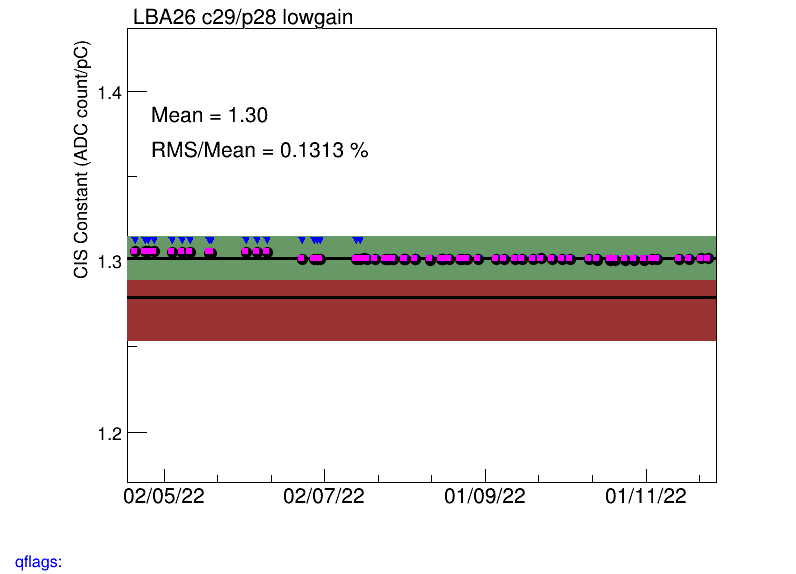 LBA26 c29/p28 lowgain
CIS Constant (ADC count/pC)
Mean = 1.30
RMS/Mean = 0.1313 %
1.4
1.3
1.2
02/05/22 02/07/22 01/09/22 01/11/22
qflags: